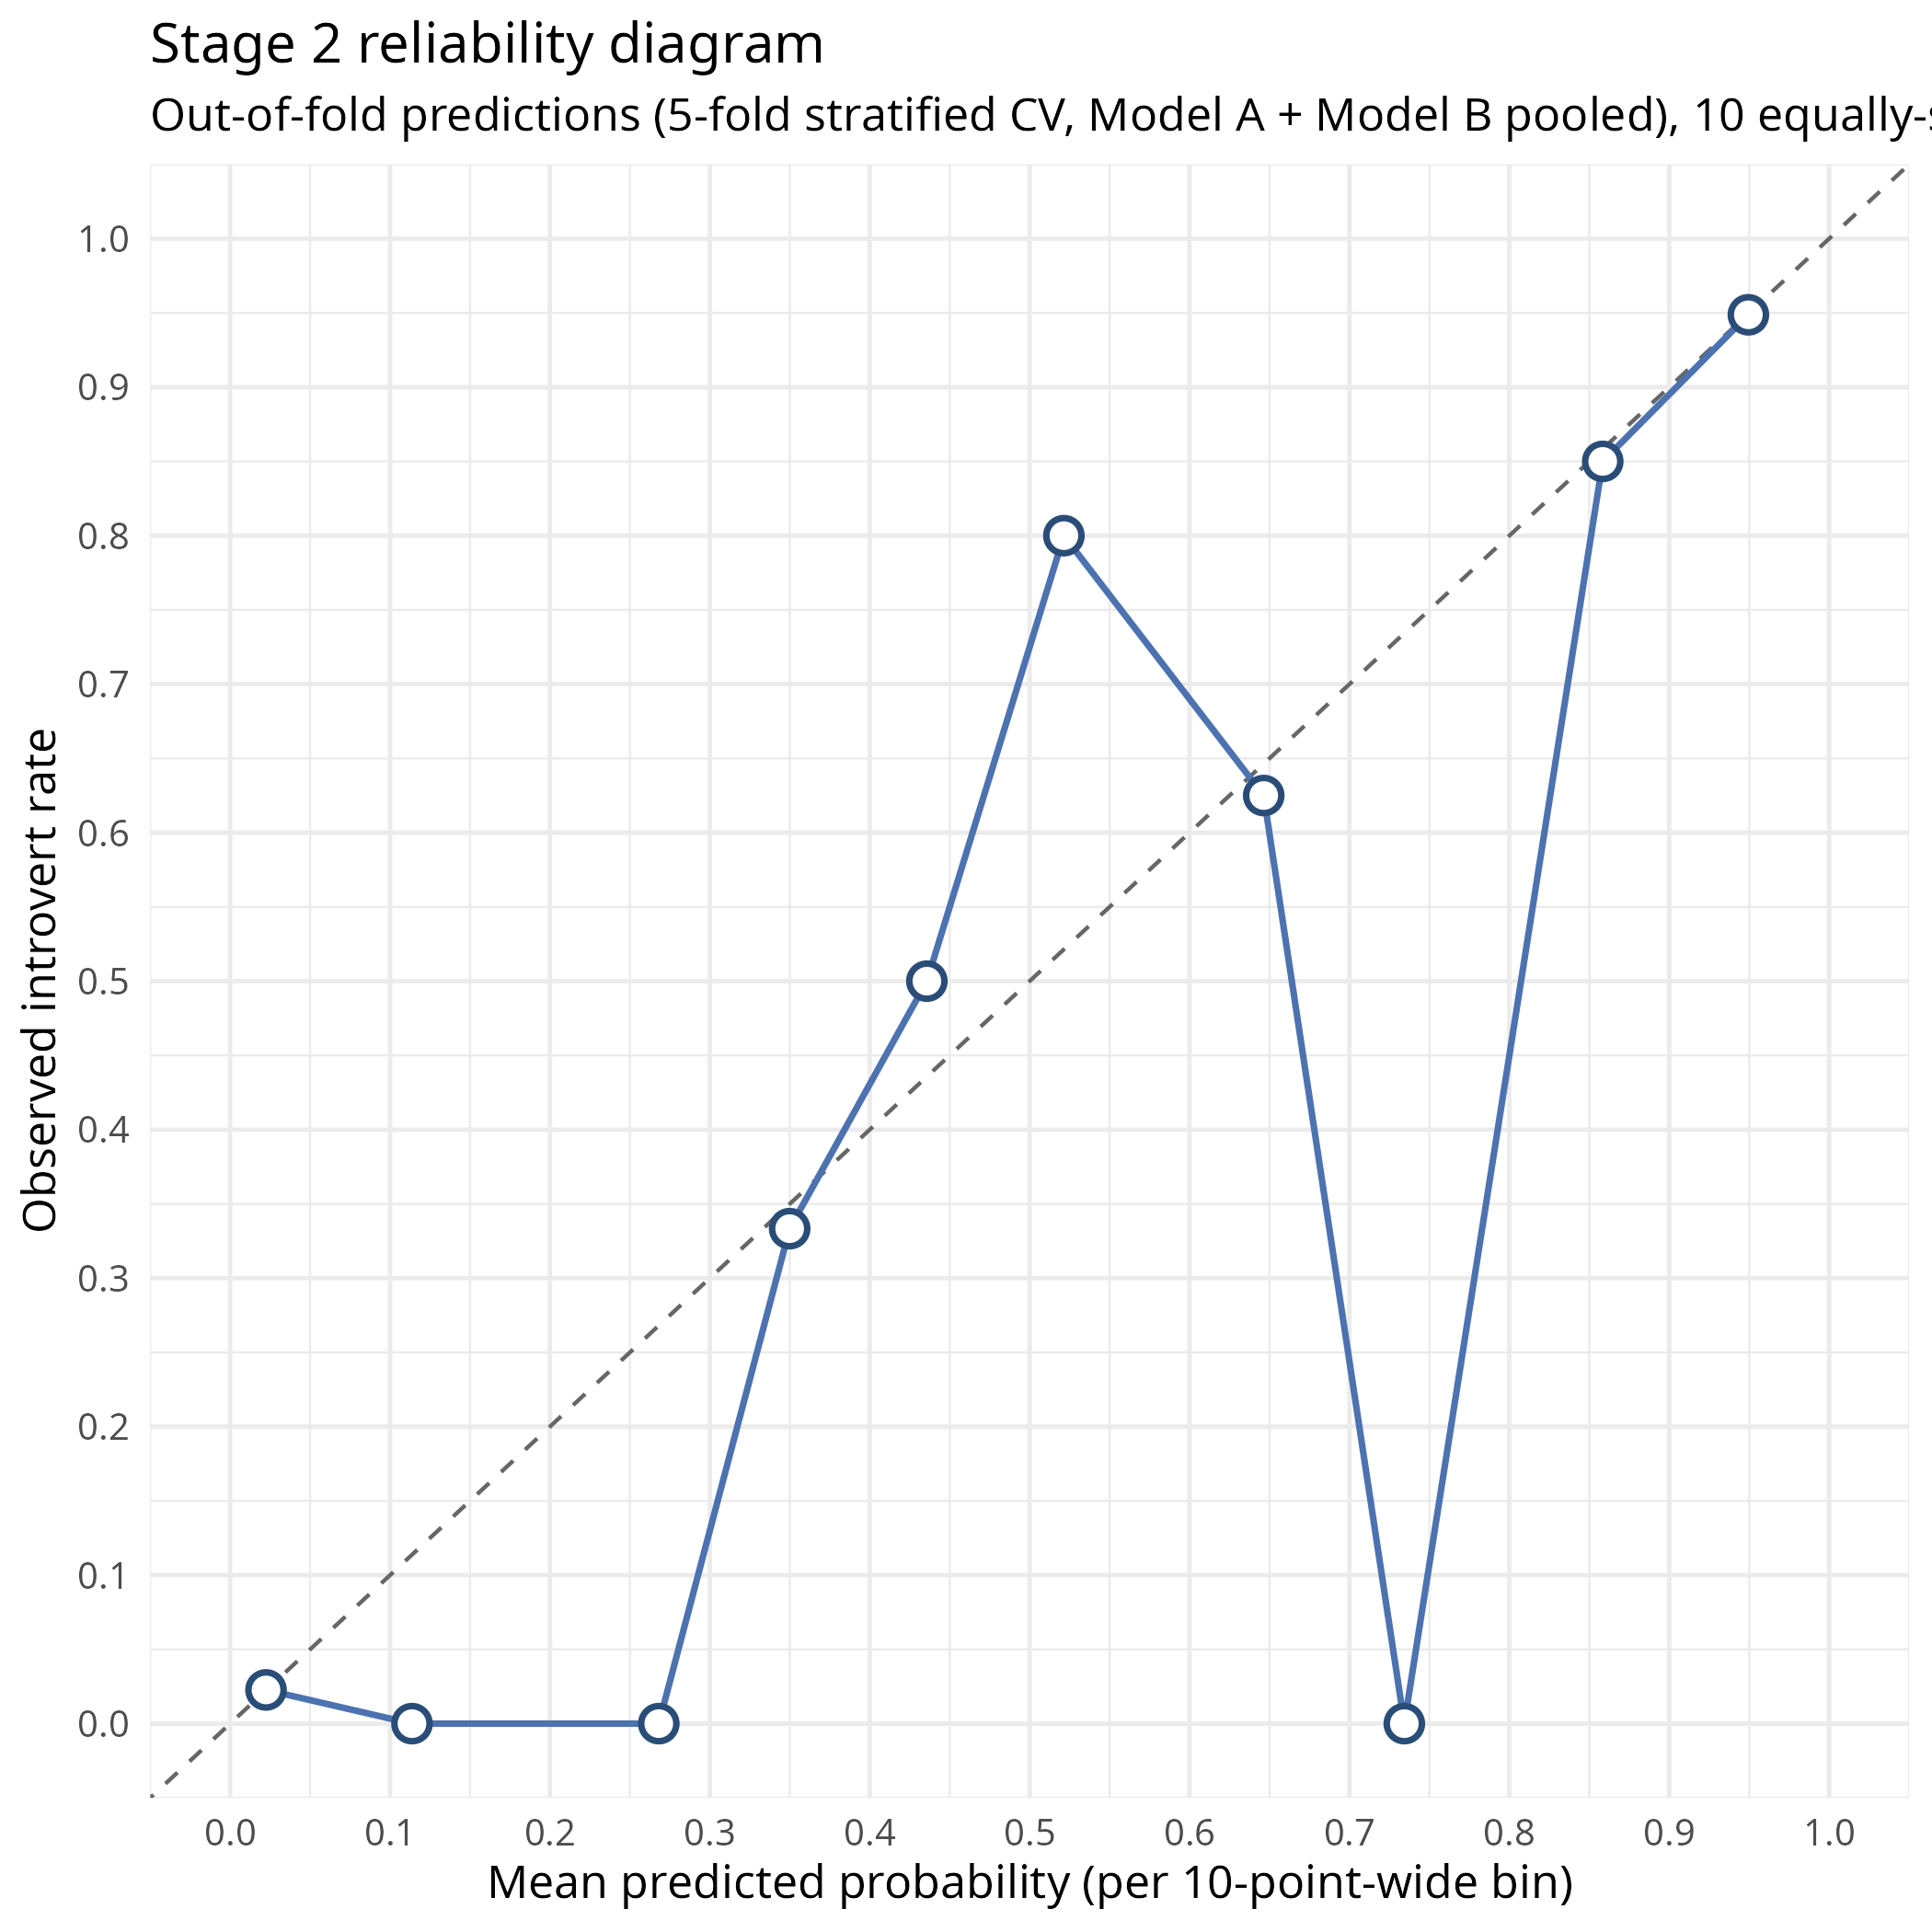 Stage 2 reliability diagram
Out-of-fold predictions (5-fold stratified CV, Model A + Model B pooled), 10 equally-
1.0
0.9
0.8
0.7
0.6
0.5
0.4
0.3
0.2
0.1
0.0
Observed introvert rate
0.0 0.1 0.2 0.3 0.4 0.5 0.6 0.7 0.8 0.9 1.0
Mean predicted probability (per 10-point-wide bin)